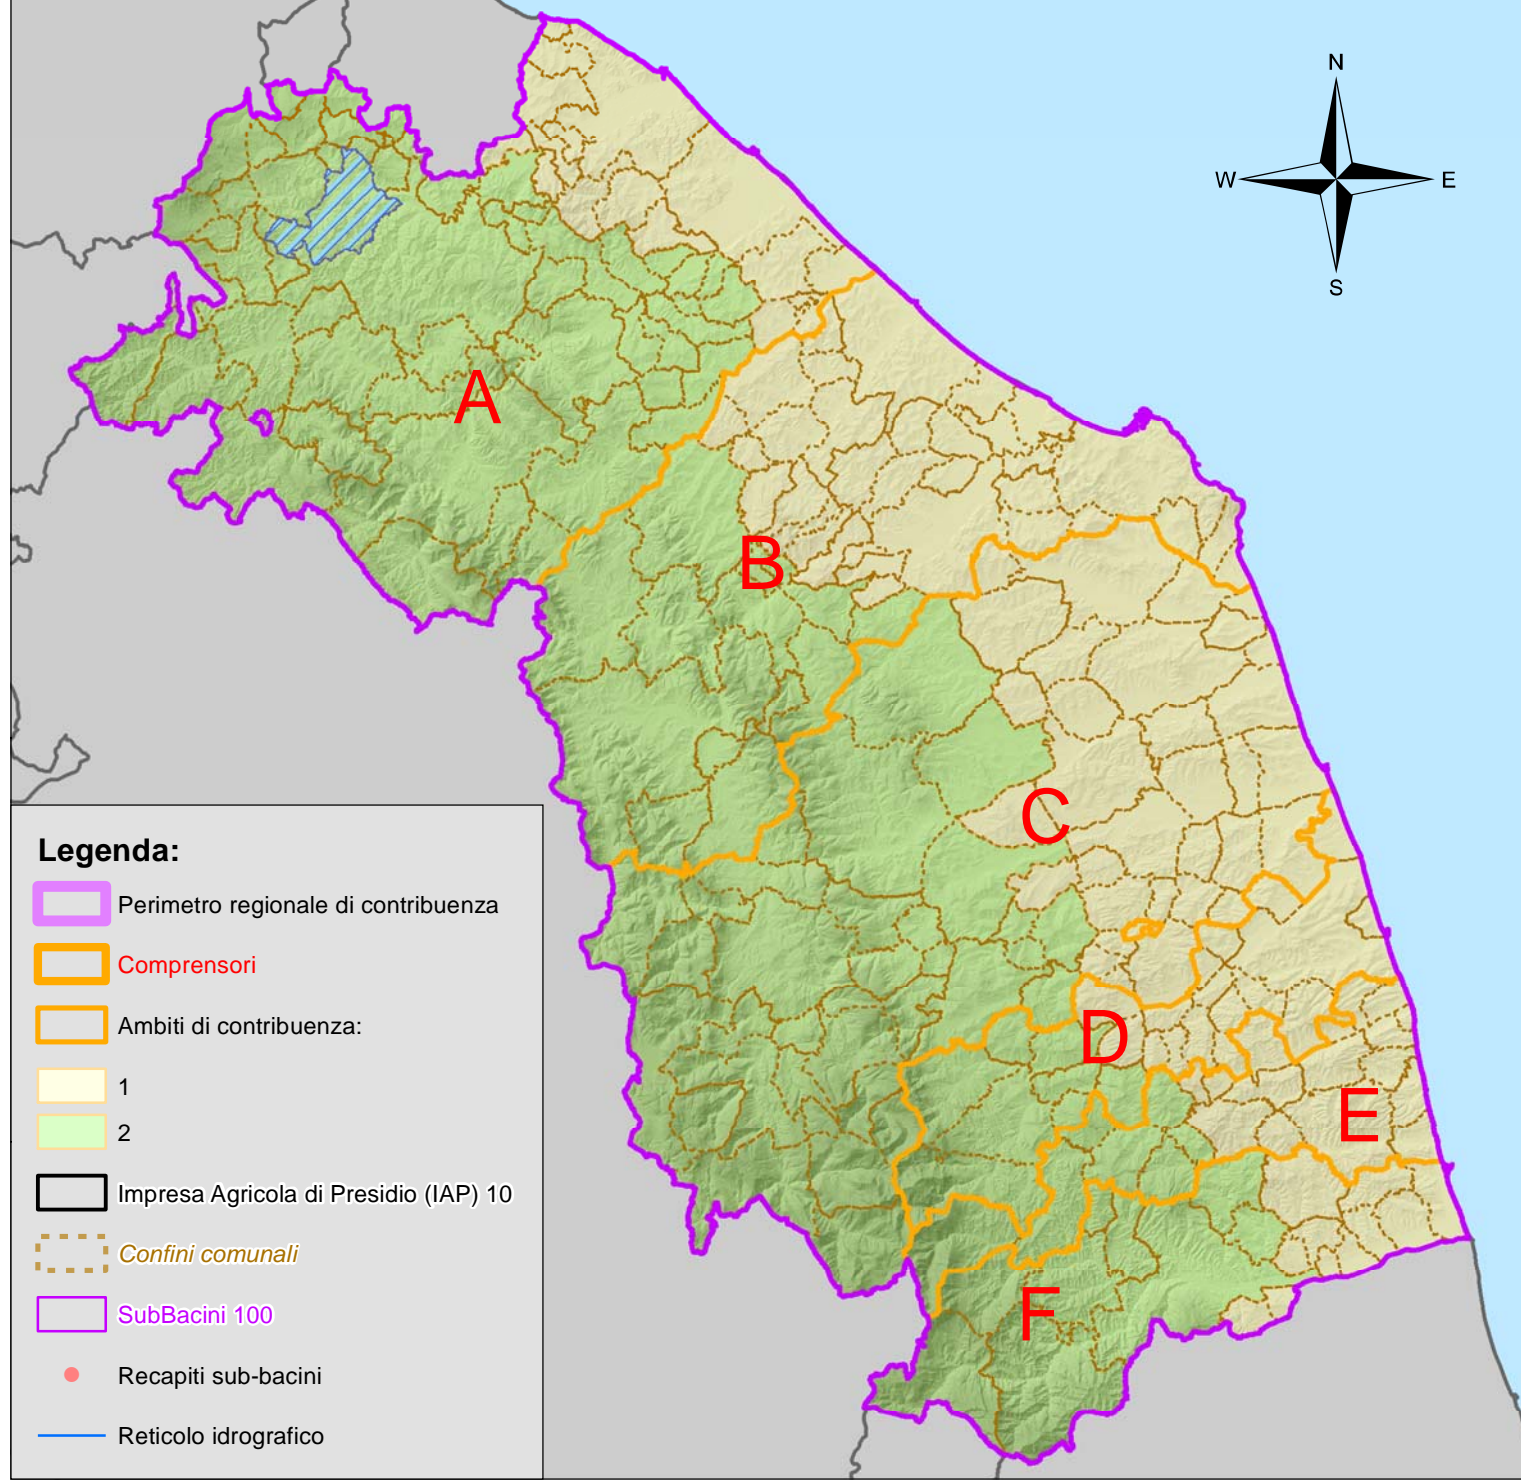 N
W
E
S
A
B
C
D
E
F
Legenda:
Perimetro regionale di contribuenza
Comprensori
Ambiti di contribuenza:
1
2
Impresa Agricola di Presidio (IAP) 10
Confini comunali
SubBacini 100
Recapiti sub-bacini
Reticolo idrografico